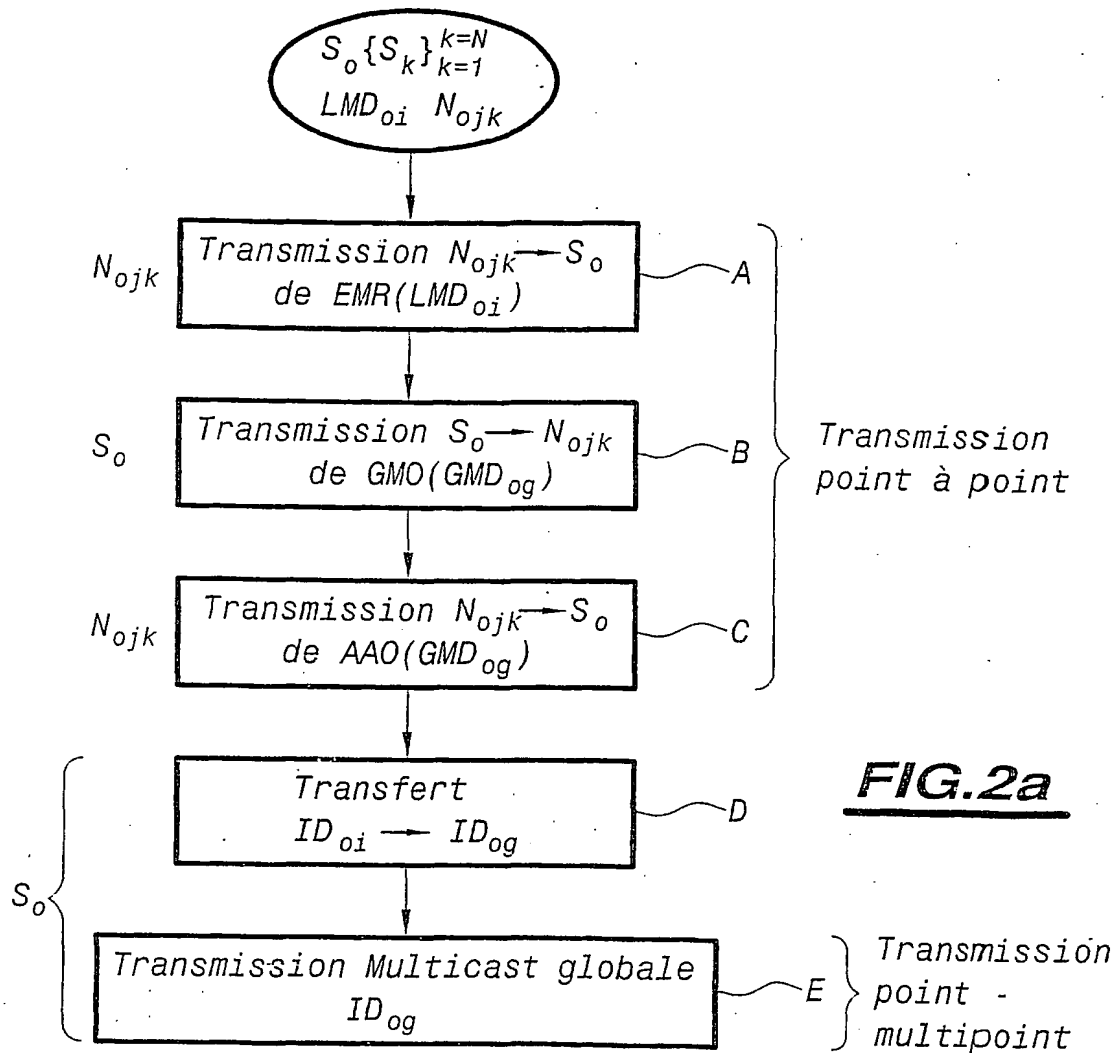 S_o{S_k}_{k=1}^{k=N}
LMD_oi N_ojk
N_ojk
Transmission N_ojk → S_o
de EMR(LMD_oi)
A
S_o
Transmission S_o → N_ojk
de GMO(GMD_og)
B
Transmission
point à point
N_ojk
Transmission N_ojk → S_o
de AAO(GMD_og)
C
Transfert
ID_oi → ID_og
D
FIG.2a
S_o
Transmission Multicast globale
ID_og
E
Transmission
point -
multipoint